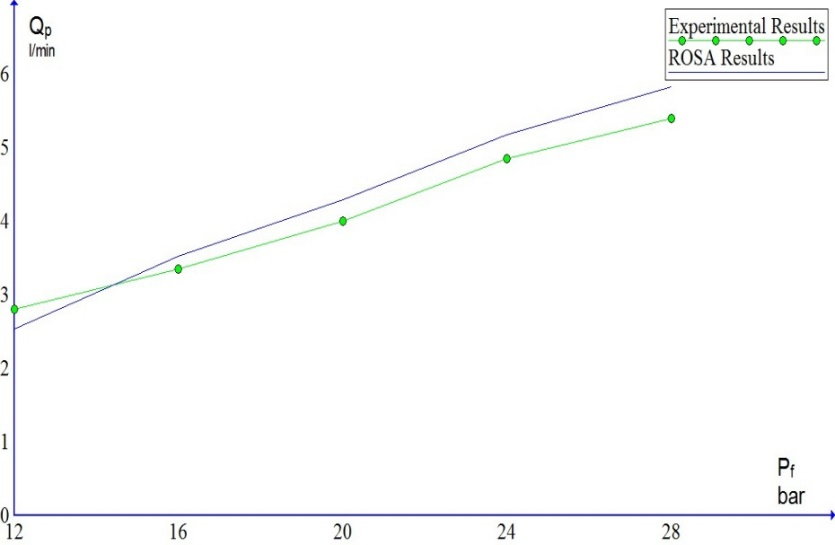 Qp
l/min
Experimental Results
ROSA Results
6
5
4
3
2
1
0
Pf
bar
12 16 20 24 28